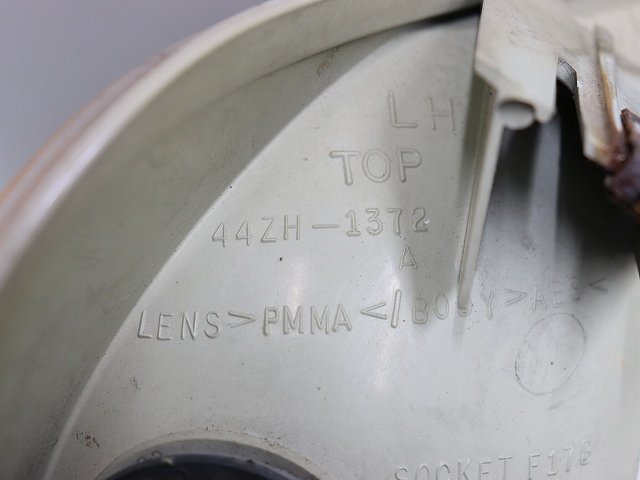 LH
TOP
44ZH-1372
A
LENS>PMMA</BODY>ABS<
SOCKET F17B